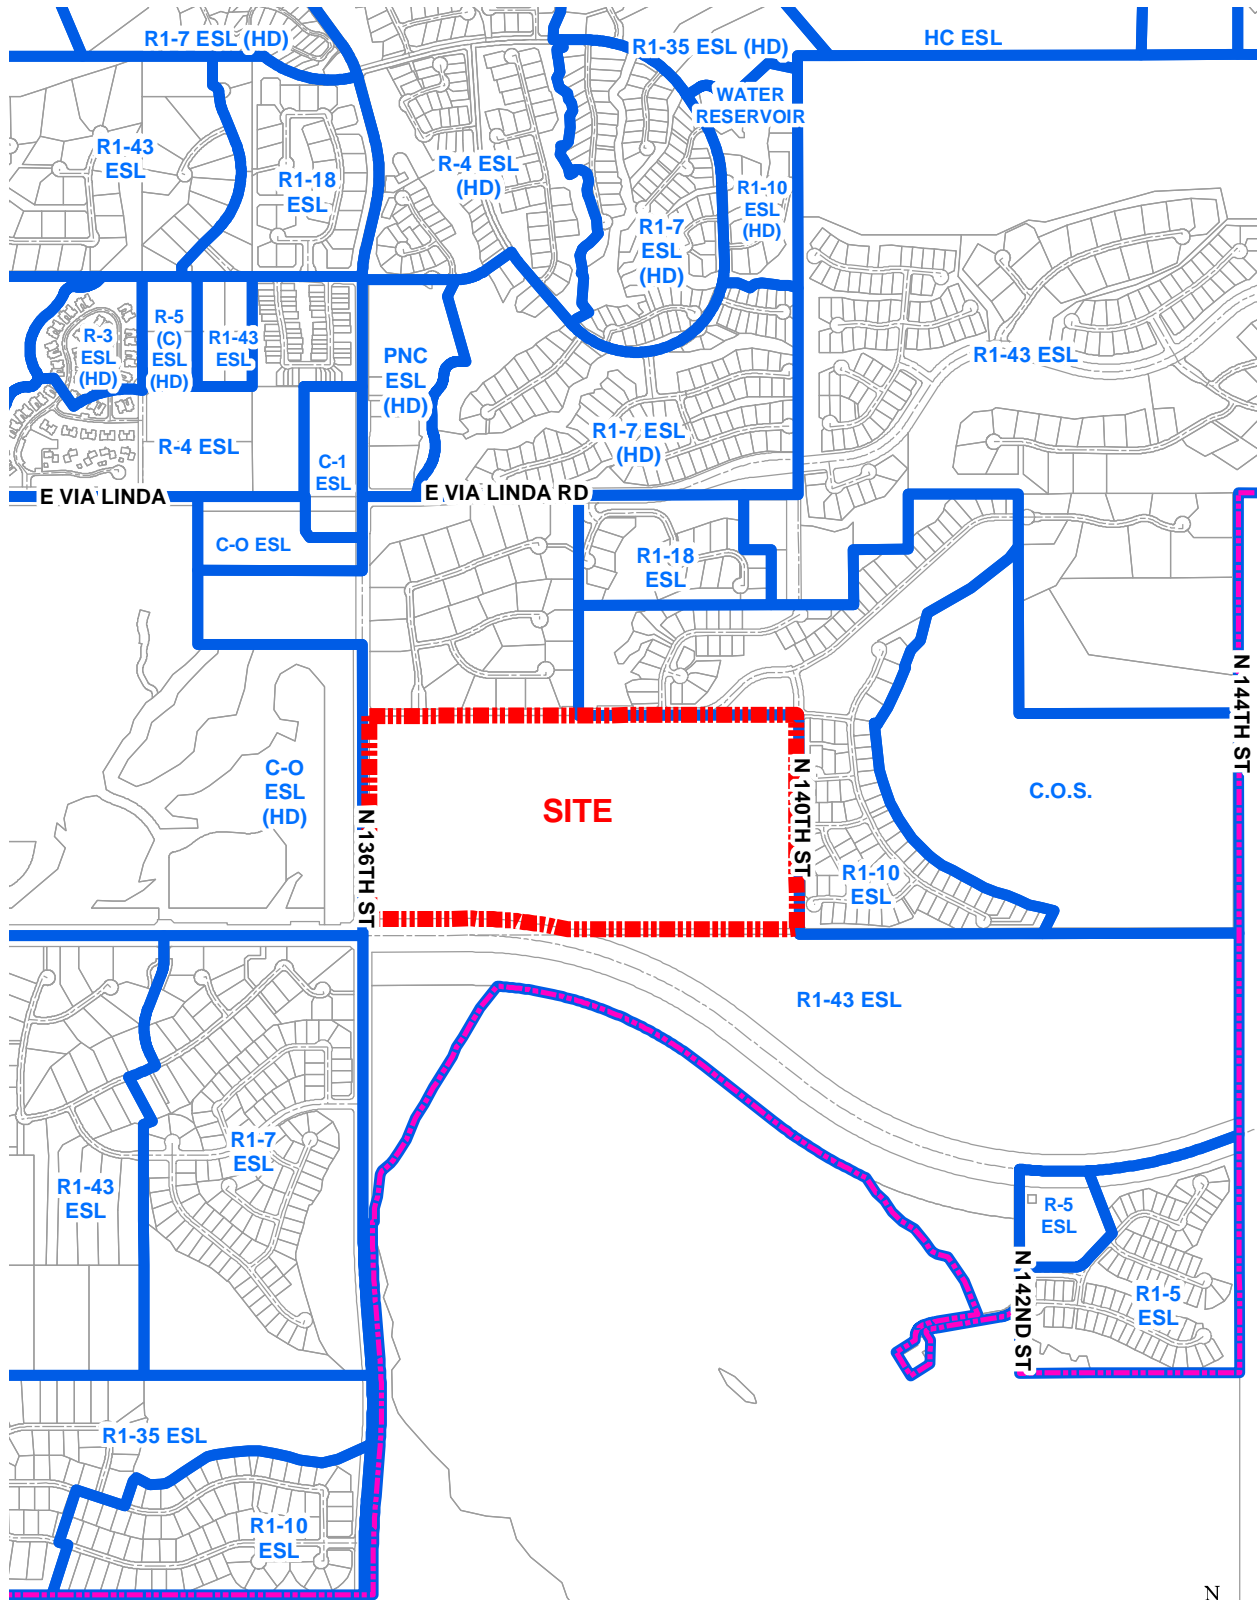 R1-7 ESL (HD)
R1-35 ESL (HD)
HC ESL
WATER
RESERVOIR
R1-43
ESL
R1-18
ESL
R-4 ESL
(HD)
R1-10
ESL
(HD)
R1-7
ESL
(HD)
R-3
ESL
(HD)
R-5
(C)
ESL
(HD)
R1-43
ESL
PNC
ESL
(HD)
R1-43 ESL
R1-7 ESL
(HD)
R-4 ESL
C-1
ESL
E VIA LINDA
E VIA LINDA RD
C-O ESL
R1-18
ESL
N 144TH ST
C-O
ESL
(HD)
SITE
N 136TH ST
N 140TH ST
C.O.S.
R1-10
ESL
R1-43 ESL
R1-7
ESL
R1-43
ESL
R-5
ESL
N 142ND ST
R1-5
ESL
R1-35 ESL
R1-10
ESL
N